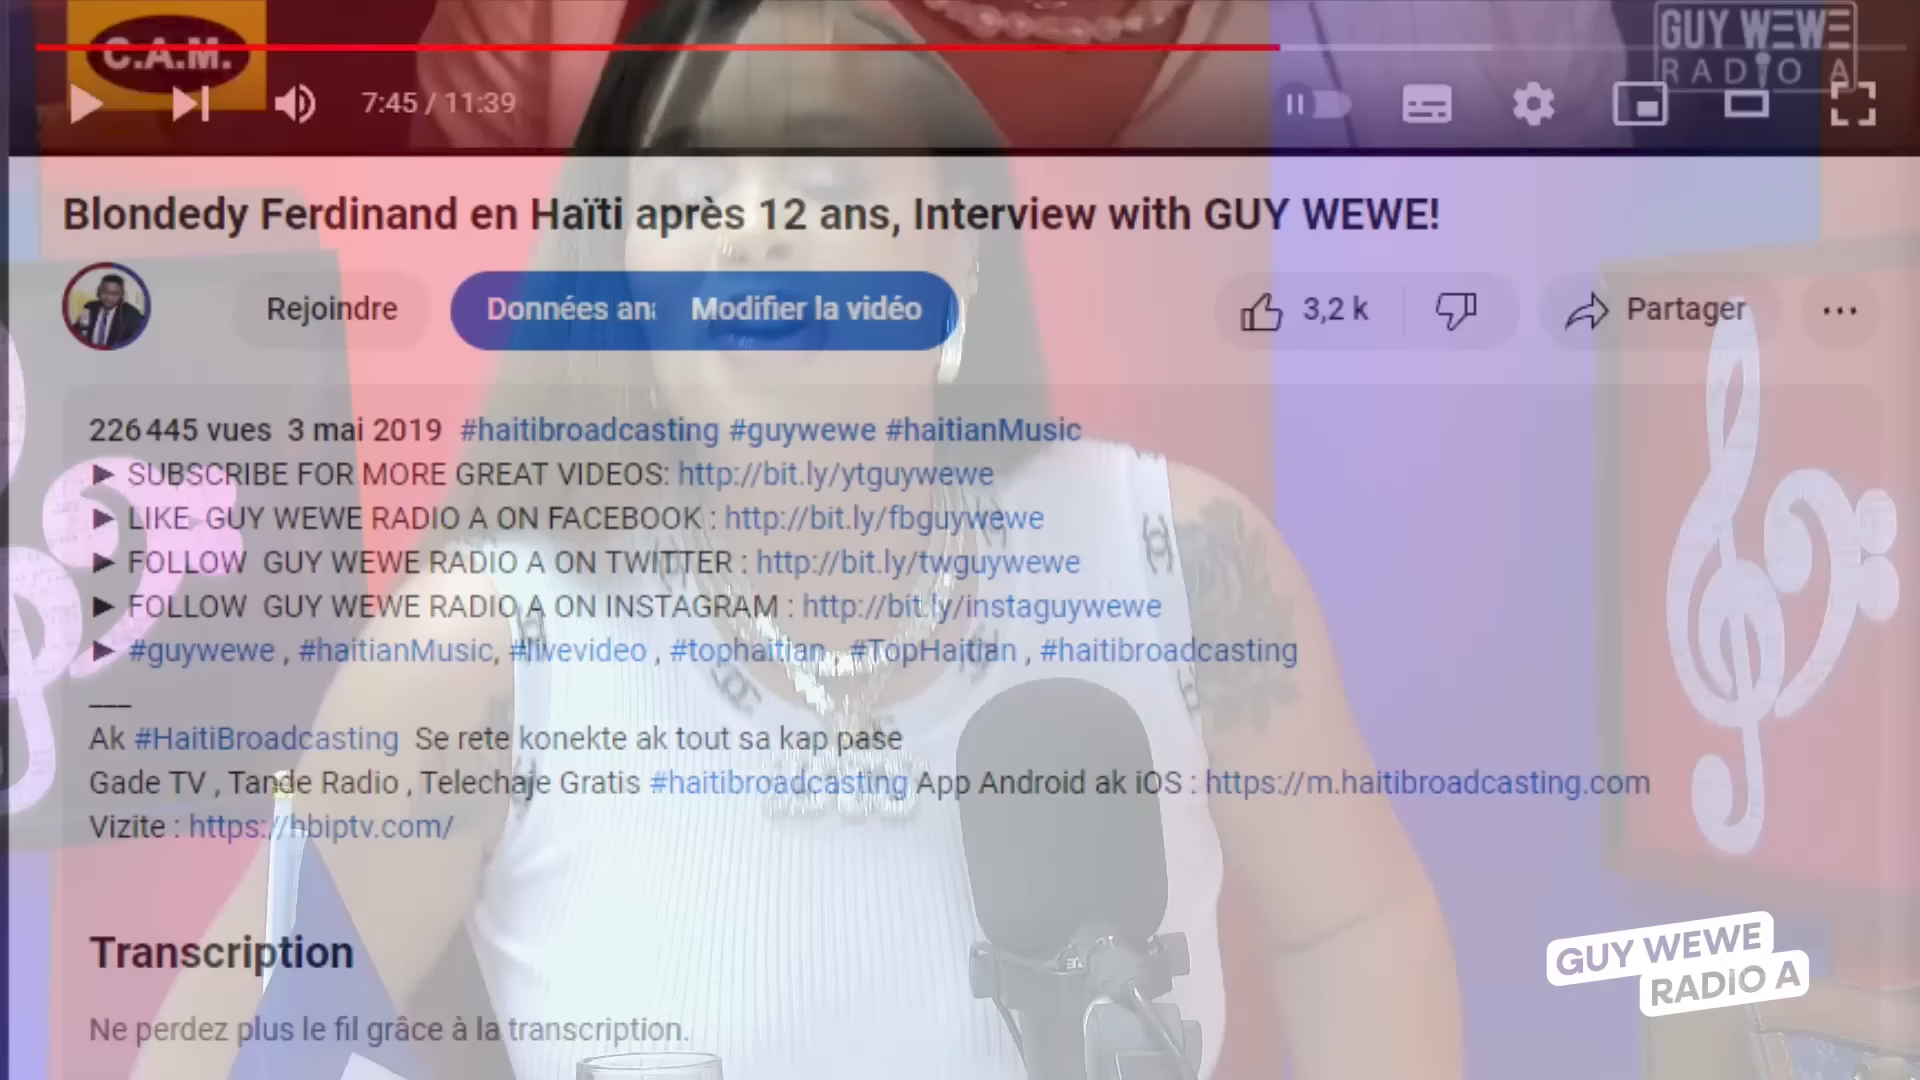 C.A.M.
GUY WEWE
RADIO A
7:45 / 11:39
Blondedy Ferdinand en Haïti après 12 ans, Interview with GUY WEWE!
Rejoindre
Données an
Modifier la vidéo
3,2 k
Partager
226 445 vues 3 mai 2019 #haitibroadcasting #guywewe #haitianMusic
► SUBSCRIBE FOR MORE GREAT VIDEOS: http://bit.ly/ytguywewe
► LIKE GUY WEWE RADIO A ON FACEBOOK : http://bit.ly/fbguywewe
► FOLLOW GUY WEWE RADIO A ON TWITTER : http://bit.ly/twguywewe
► FOLLOW GUY WEWE RADIO A ON INSTAGRAM : http://bit.ly/instaguywewe
► #guywewe , #haitianMusic, #livevideo , #tophaitian , #TopHaitian , #haitibroadcasting
___
Ak #HaitiBroadcasting Se rete konekte ak tout sa kap pase
Gade TV , Tande Radio , Telechaje Gratis #haitibroadcasting App Android ak iOS : https://m.haitibroadcasting.com
Vizite : https://hbiptv.com/
Transcription
Ne perdez plus le fil grâce à la transcription.
GUY WEWE
RADIO A